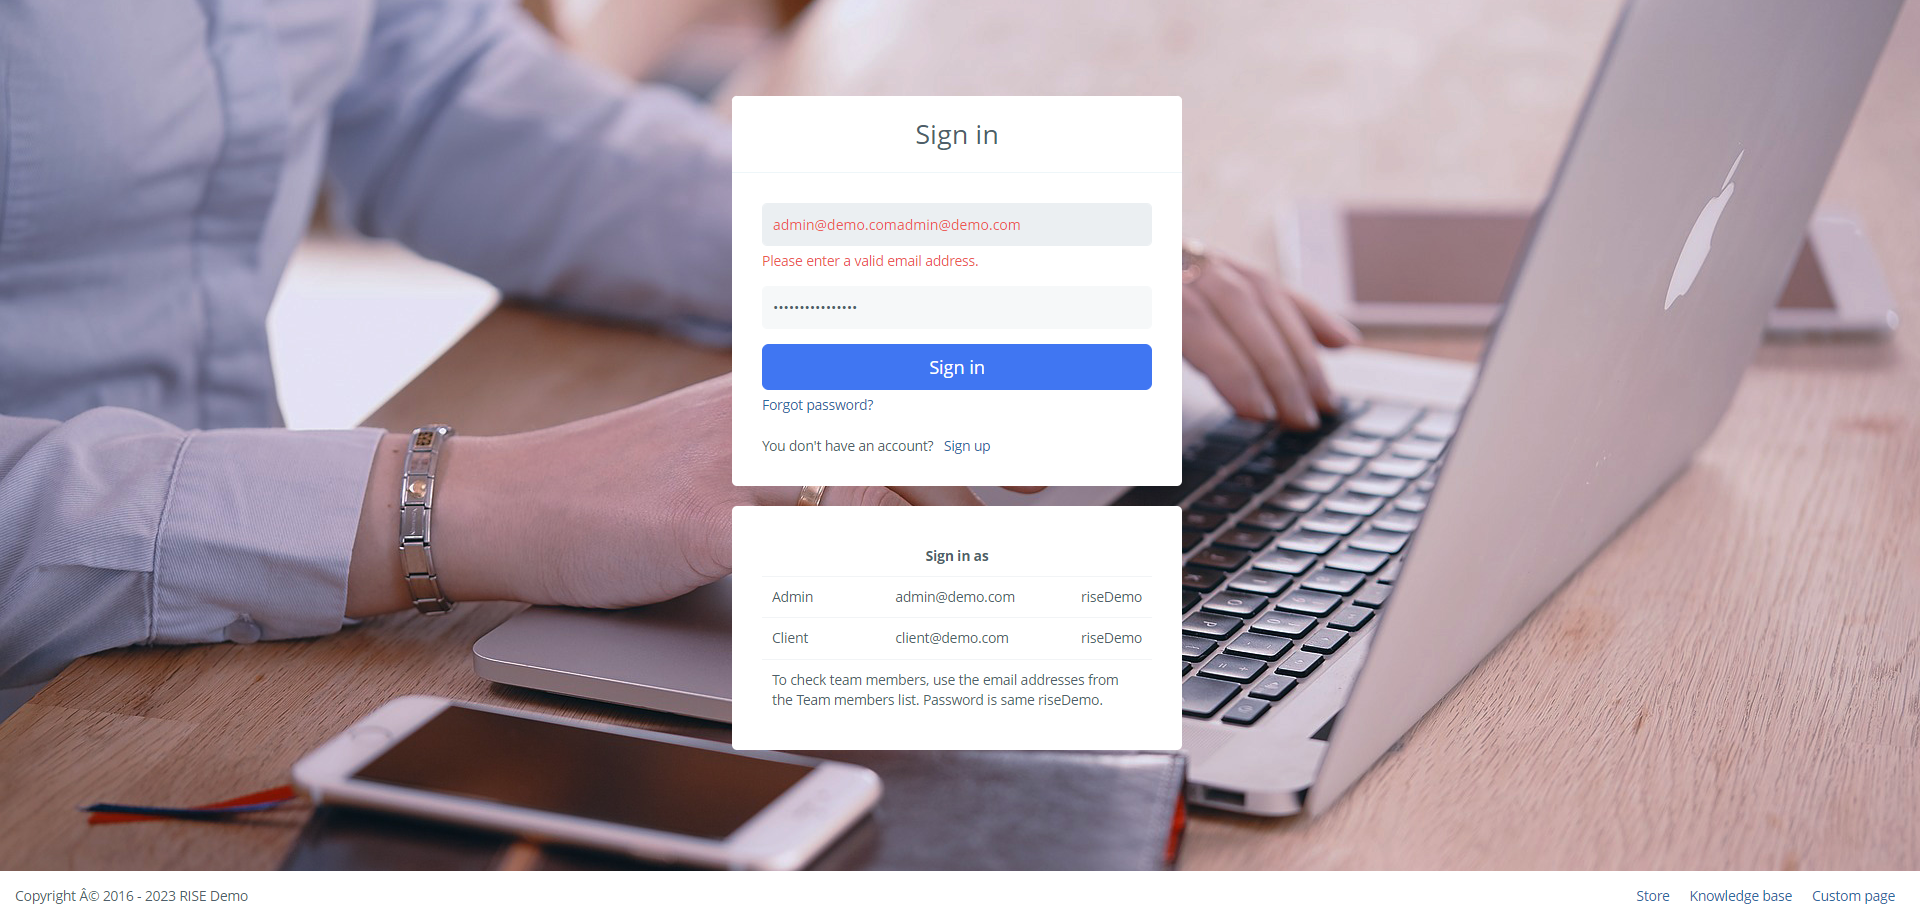 Sign in
admin@demo.comadmin@demo.com
Please enter a valid email address.
••••••••••••••••
Sign in
Forgot password?
You don't have an account? Sign up
Sign in as
Admin admin@demo.com riseDemo
Client client@demo.com riseDemo
To check team members, use the email addresses from
the Team members list. Password is same riseDemo.
Copyright Â© 2016 - 2023 RISE Demo
Store Knowledge base Custom page